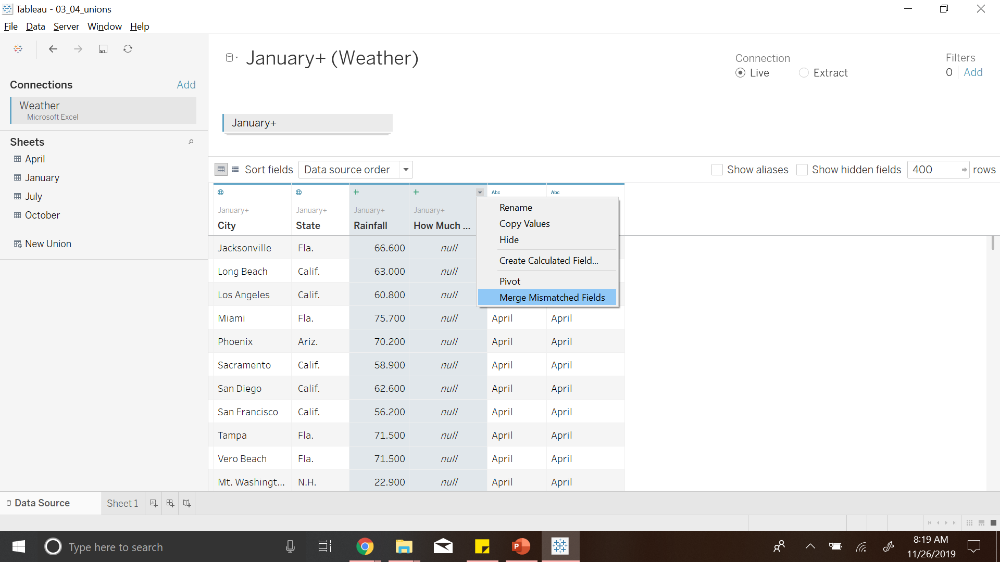 Tableau - 03_04_unions
File Data Server Window Help
January+ (Weather)
Connection
Live Extract
Filters
0 Add
Connections Add
Weather
Microsoft Excel
January+
Sheets
April
January
July
October
New Union
Sort fields Data source order Show aliases Show hidden fields 400 rows
Abc Abc
January+ January+ January+ January+
City State Rainfall How Much ...
Rename
Copy Values
Hide
Create Calculated Field...
Pivot
Merge Mismatched Fields
Jacksonville Fla. 66.600 null
Long Beach Calif. 63.000 null
Los Angeles Calif. 60.800 null
Miami Fla. 75.700 null April April
Phoenix Ariz. 70.200 null April April
Sacramento Calif. 58.900 null April April
San Diego Calif. 62.600 null April April
San Francisco Calif. 56.200 null April April
Tampa Fla. 71.500 null April April
Vero Beach Fla. 71.500 null April April
Mt. Washingt... N.H. 22.900 null April April
Data Source Sheet 1
Type here to search
P
8:19 AM
11/26/2019